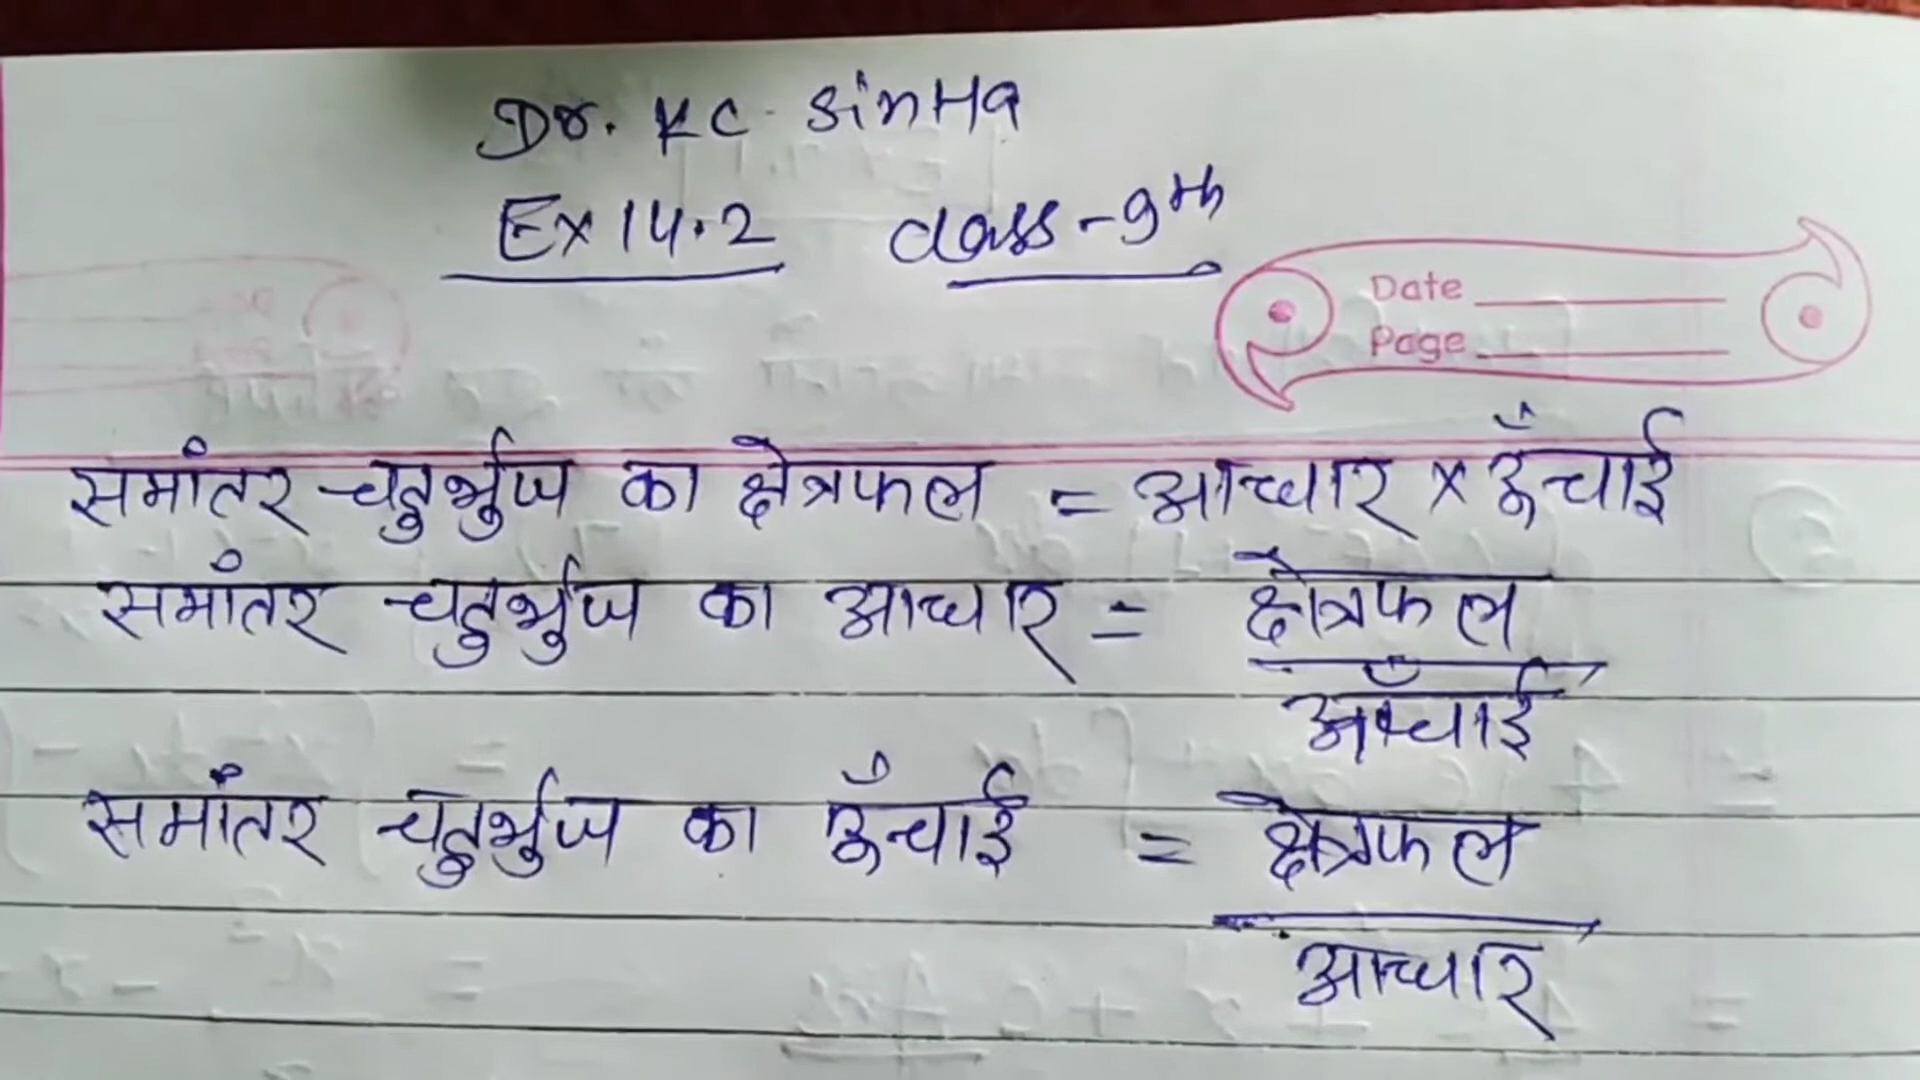 Dr. KC. SinHa
Ex 14.2 class-9th
Date
Page
समांतर चतुर्भुज का क्षेत्रफल = आधार × ऊँचाई
समांतर चतुर्भुज का आधार = क्षेत्रफल
समांतर चतुर्भुज का ऊँचाई = क्षेत्रफल
आधार